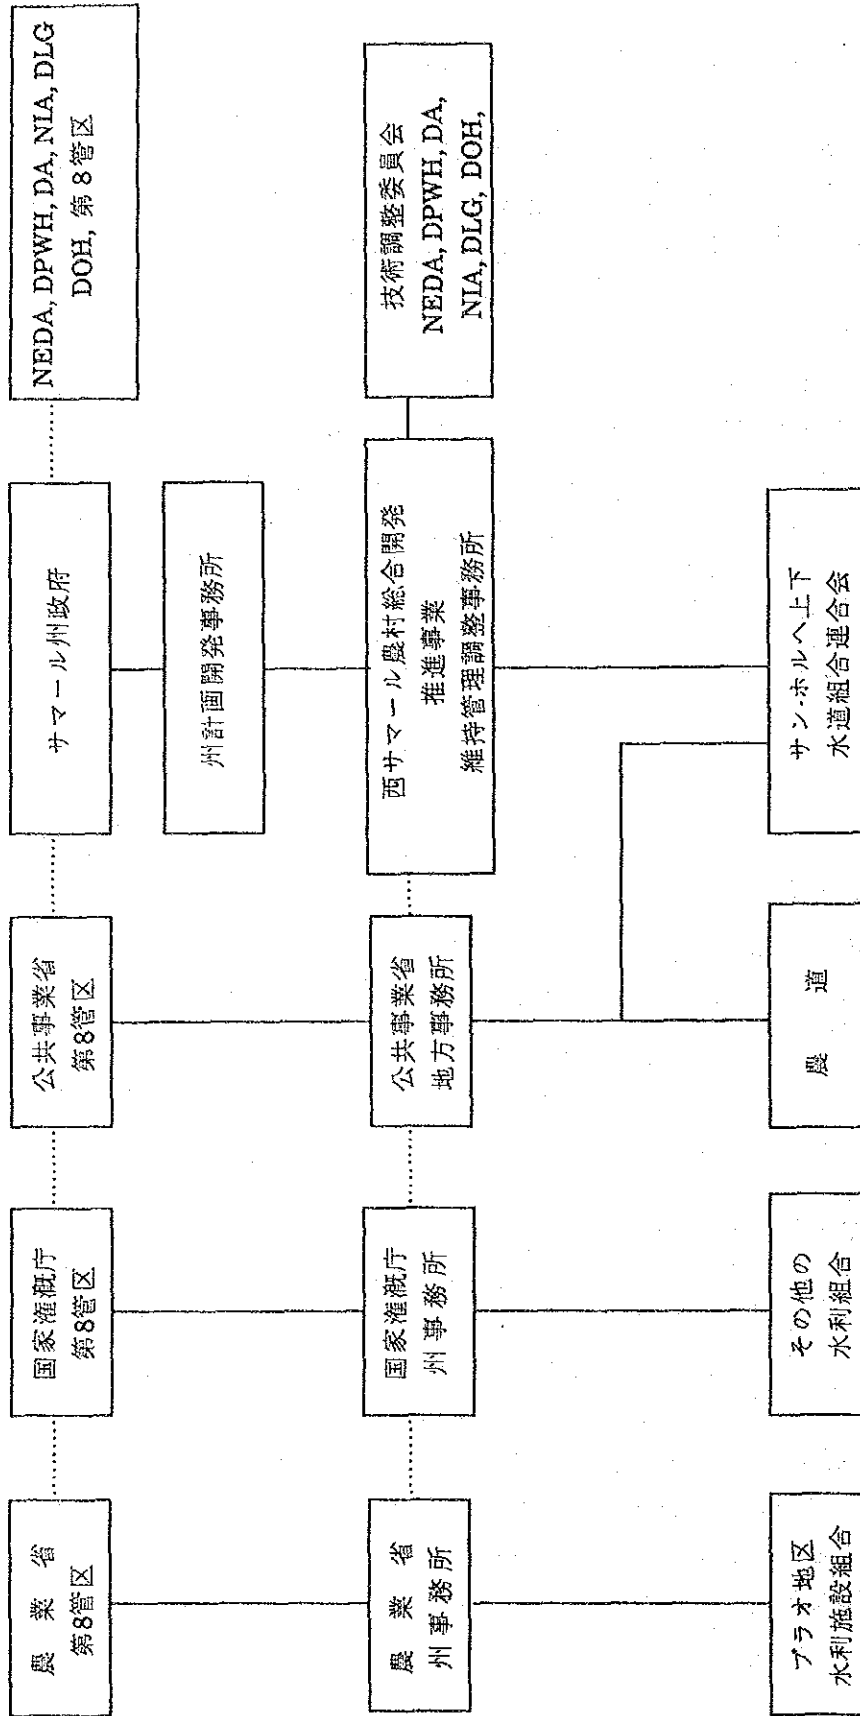 農業省
第8管区
国家潅漑庁
第8管区
公共事業省
第8管区
サマール州政府
NEDA, DPWH, DA, NIA, DLG
DOH, 第8管区
州計画開発事務所
農業省
州事務所
国家潅漑庁
州事務所
公共事業省
地方事務所
西サマール農村総合開発
推進事業
維持管理調整事務所
技術調整委員会
NEDA, DPWH, DA,
NIA, DLG, DOH,
ブラオ地区
水利施設組合
その他の
水利組合
農道
サン・ホルヘ上下
水道組合連合会